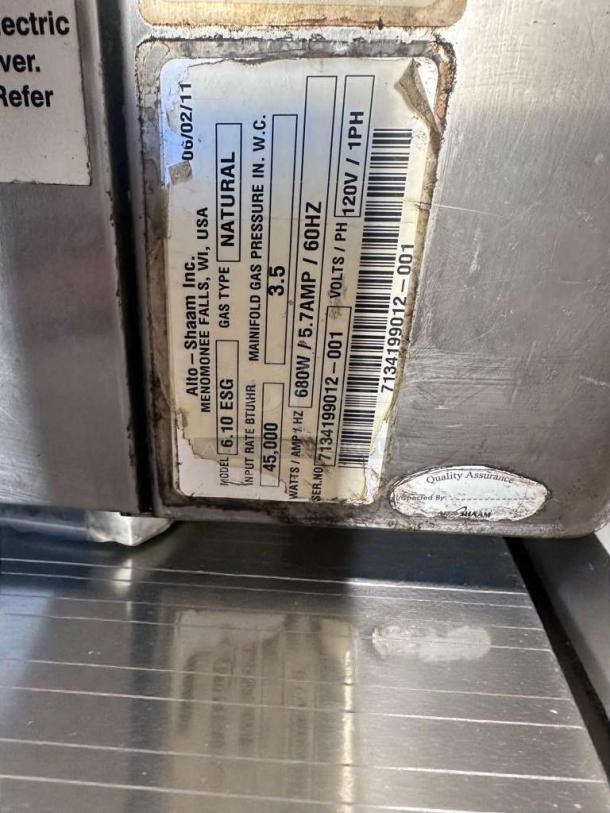 ectric
ver.
Refer
06/02/11
Alto-Shaam Inc.
MENOMONEE FALLS, WI, USA
MODEL 6.10 ESG GAS TYPE NATURAL
INPUT RATE BTU\HR MAINIFOLD GAS PRESSURE IN. W.C.
45,000 3.5
WATTS / AMP \ HZ 680W / 5.7AMP / 60HZ
SER.NO 7134199012-001 VOLTS / PH 120V / 1PH
7134199012-001
Quality Assurance
Inspected By:
SHAAM